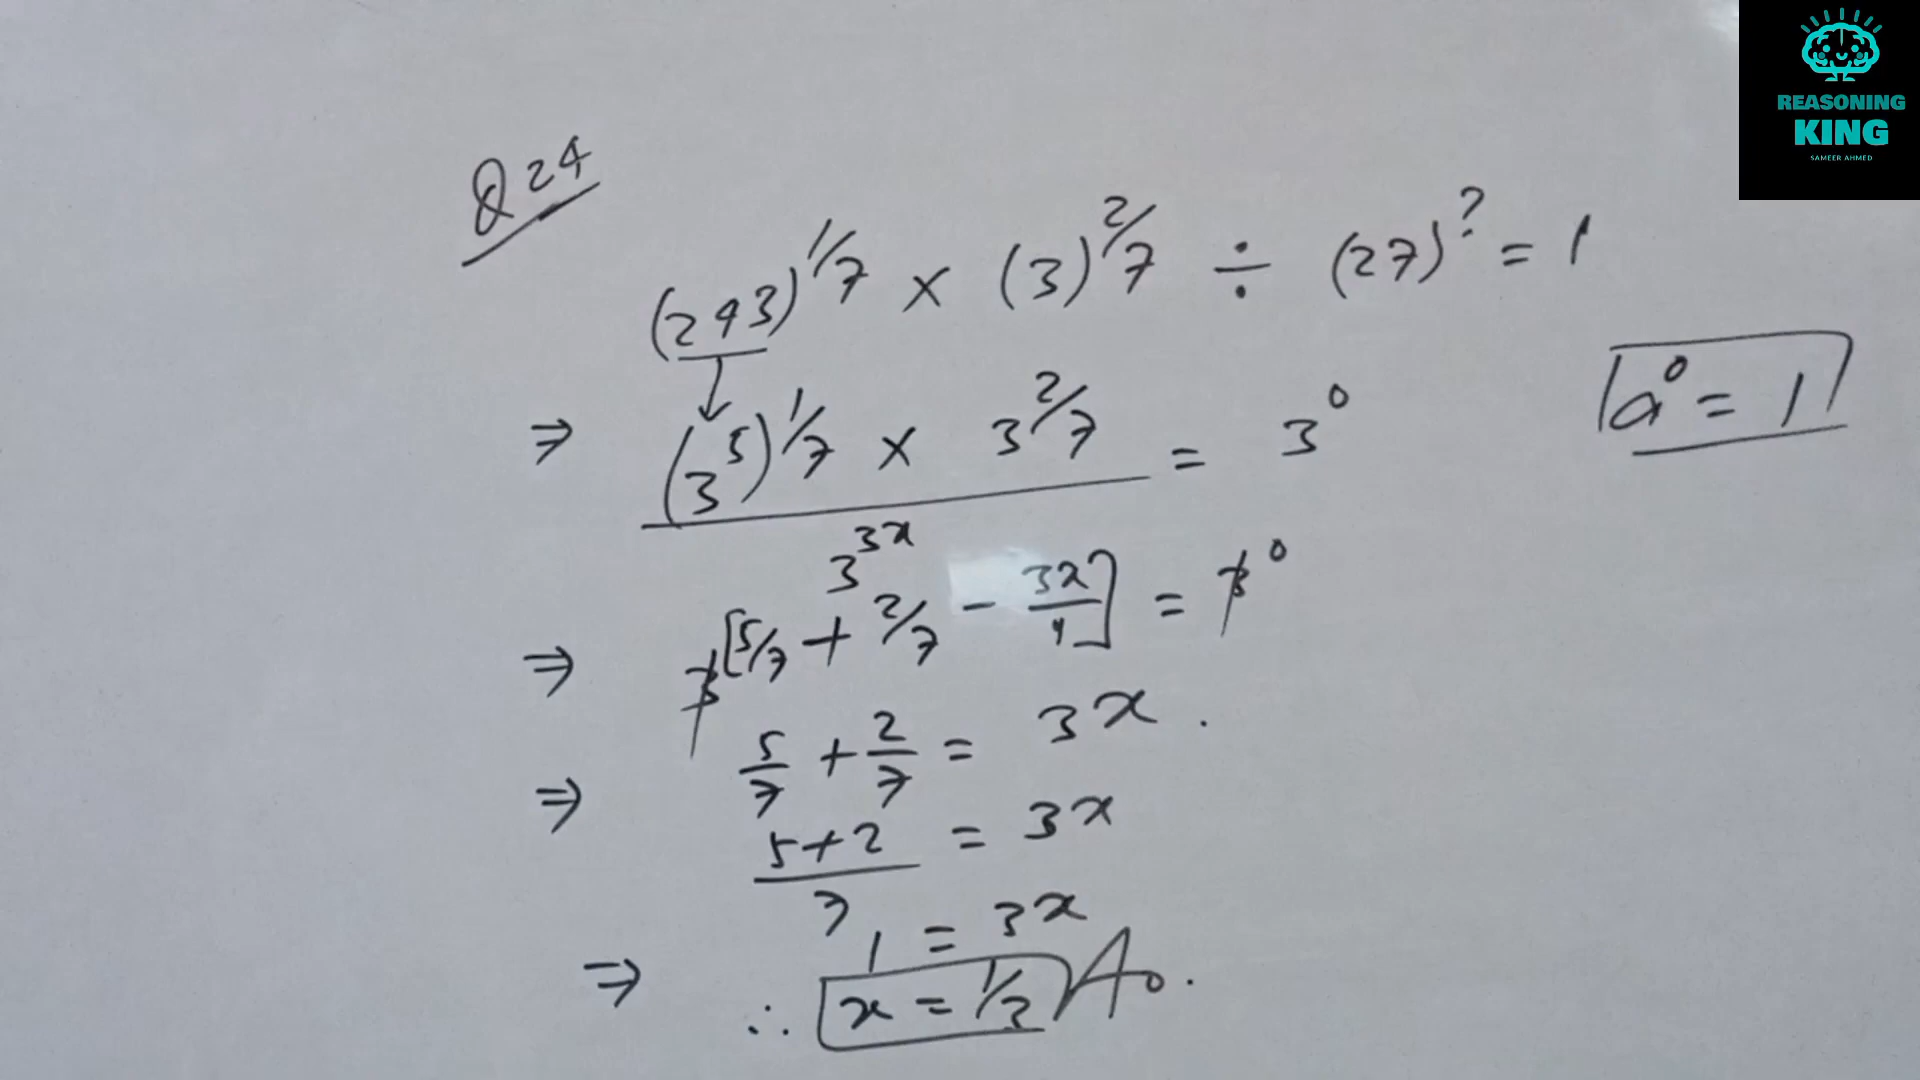 REASONING
KING
SAMEER AHMED
Q 24
(243)^1/7 × (3)^2/7 ÷ (27)^? = 1
a^0 = 1
⇒ (3^5)^1/7 × 3^2/7 = 3^0
3^3x
⇒ 3^[5/7 + 2/7 - 3x/1] = 3^0
⇒ 5/7 + 2/7 = 3x.
5+2 = 3x
7
⇒ 1 = 3x
∴ x = 1/3 As.